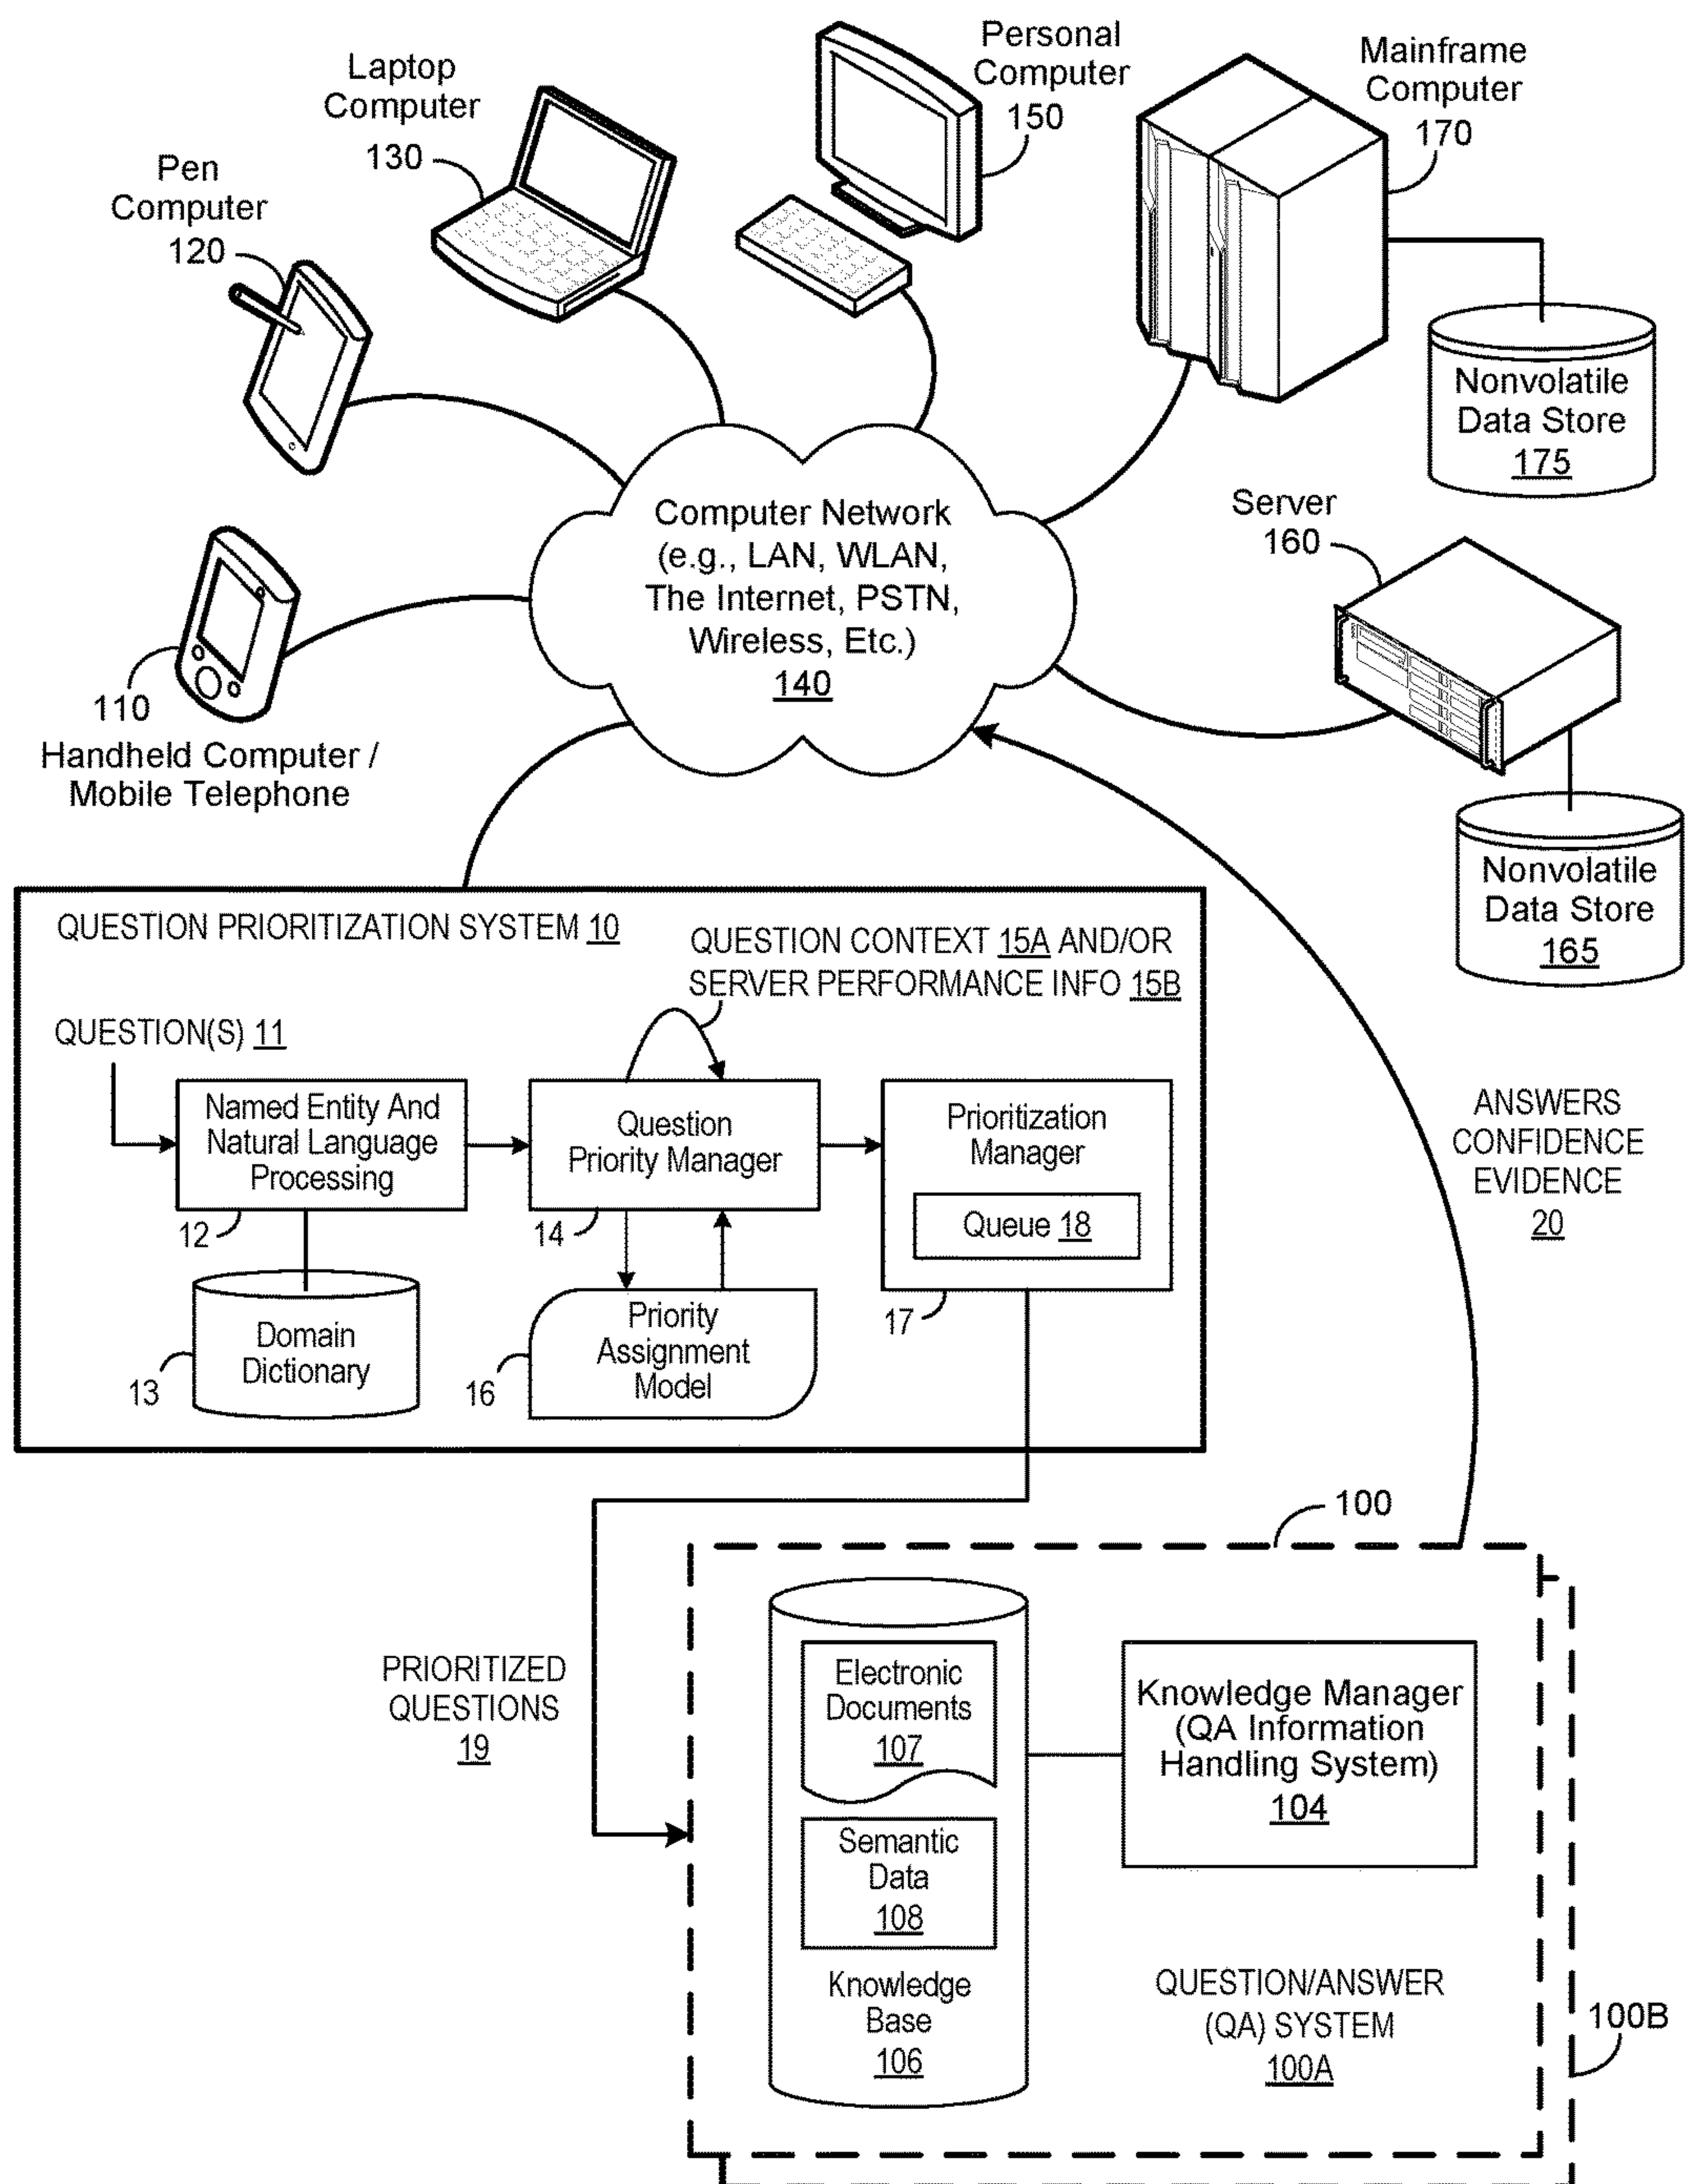 Personal
Computer
150
Mainframe
Computer
170
Laptop
Computer
130
Pen
Computer
120
Nonvolatile
Data Store
175
Server
160
Computer Network
(e.g., LAN, WLAN,
The Internet, PSTN,
Wireless, Etc.)
140
110
Handheld Computer /
Mobile Telephone
Nonvolatile
Data Store
165
QUESTION PRIORITIZATION SYSTEM 10
QUESTION CONTEXT 15A AND/OR
SERVER PERFORMANCE INFO 15B
QUESTION(S) 11
Named Entity And
Natural Language
Processing
12
Question
Priority Manager
14
Prioritization
Manager
Queue 18
17
Domain
Dictionary
13
Priority
Assignment
Model
16
ANSWERS
CONFIDENCE
EVIDENCE
20
100
PRIORITIZED
QUESTIONS
19
Electronic
Documents
107
Semantic
Data
108
Knowledge
Base
106
Knowledge Manager
(QA Information
Handling System)
104
QUESTION/ANSWER
(QA) SYSTEM
100A
100B